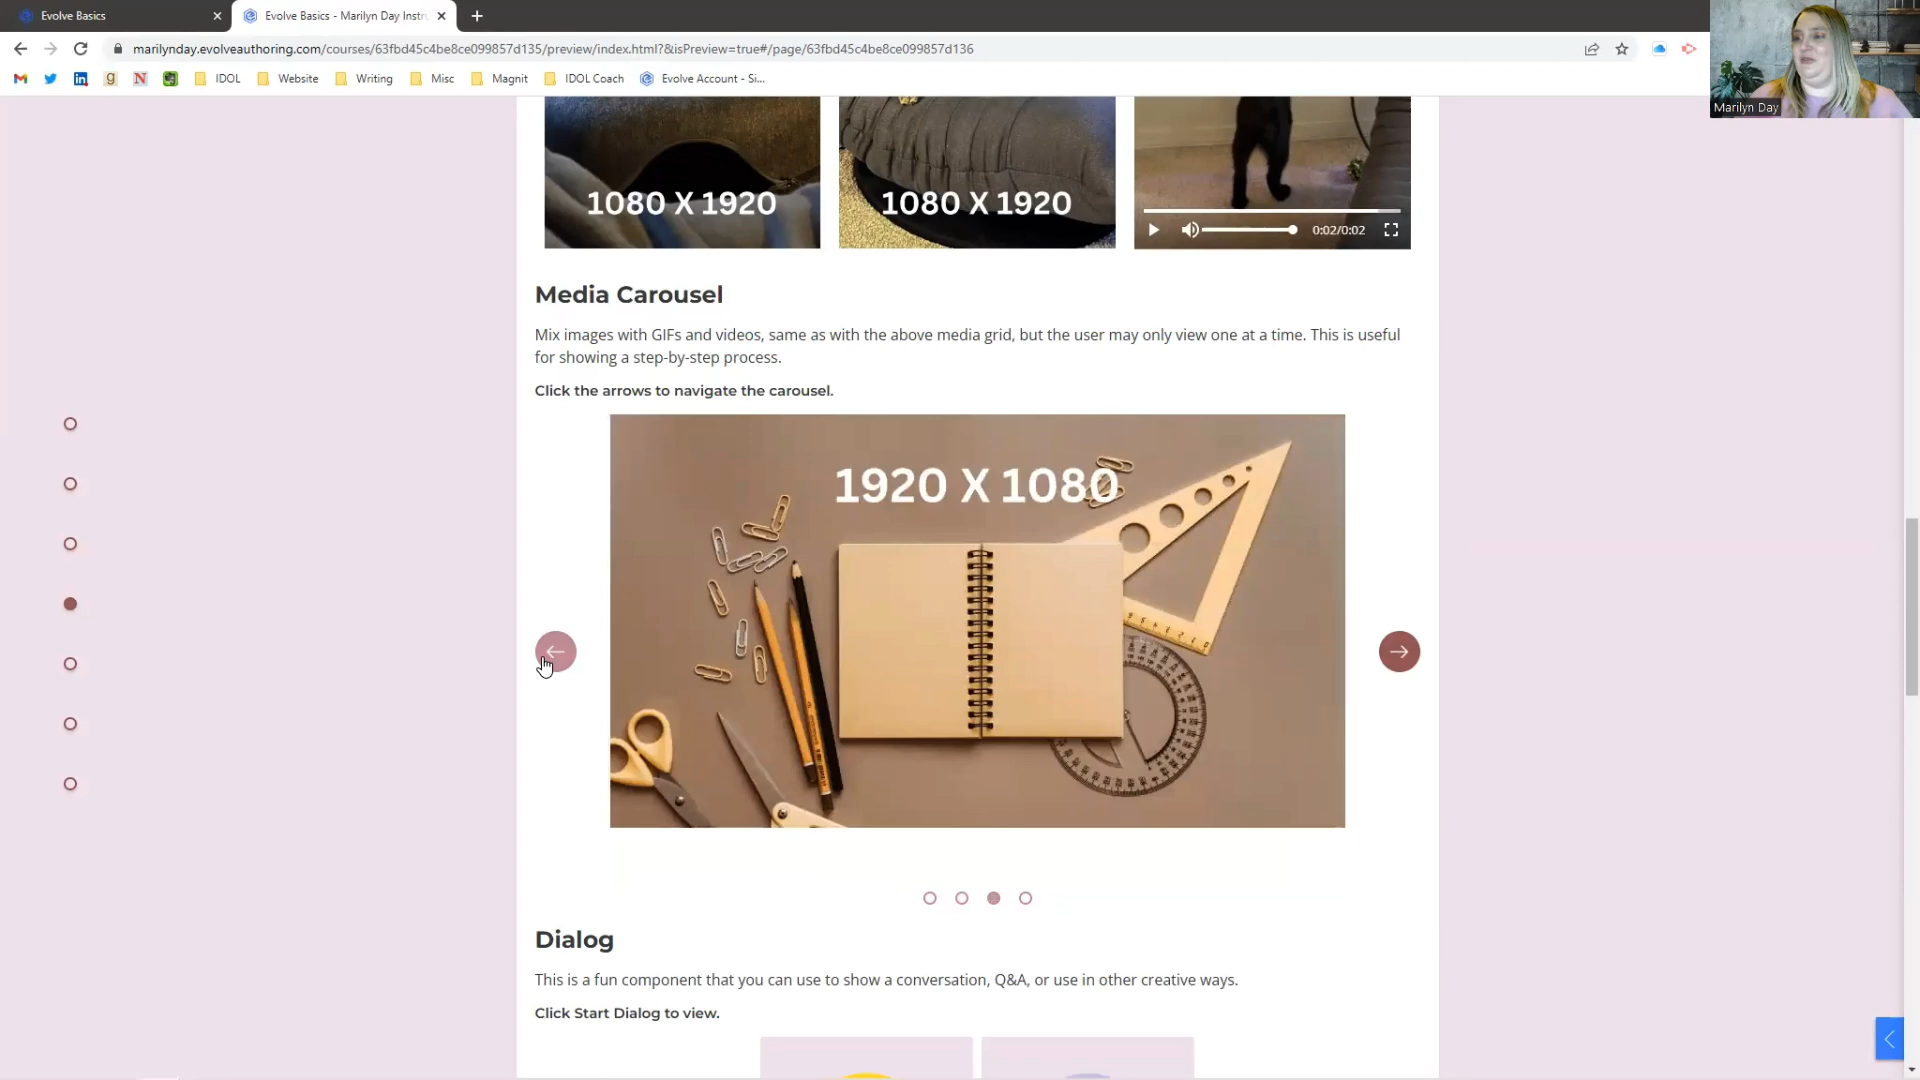 Evolve Basics
Evolve Basics - Marilyn Day Instr
marilynday.evolveauthoring.com/courses/63fbd45c4be8ce099857d135/preview/index.html?&isPreview=true#/page/63fbd45c4be8ce099857d136
IDOL
Website
Writing
Misc
Magnit
IDOL Coach
Evolve Account - Si...
Marilyn Day
1080 X 1920
1080 X 1920
0:02/0:02
Media Carousel
Mix images with GIFs and videos, same as with the above media grid, but the user may only view one at a time. This is useful
for showing a step-by-step process.
Click the arrows to navigate the carousel.
1920 X 1080
Dialog
This is a fun component that you can use to show a conversation, Q&A, or use in other creative ways.
Click Start Dialog to view.